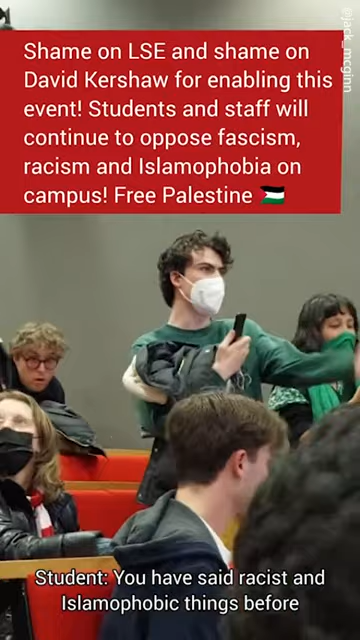 Shame on LSE and shame on
David Kershaw for enabling this
event! Students and staff will
continue to oppose fascism,
racism and Islamophobia on
campus! Free Palestine 🇵🇸
@jack_mcginn
Student: You have said racist and
Islamophobic things before